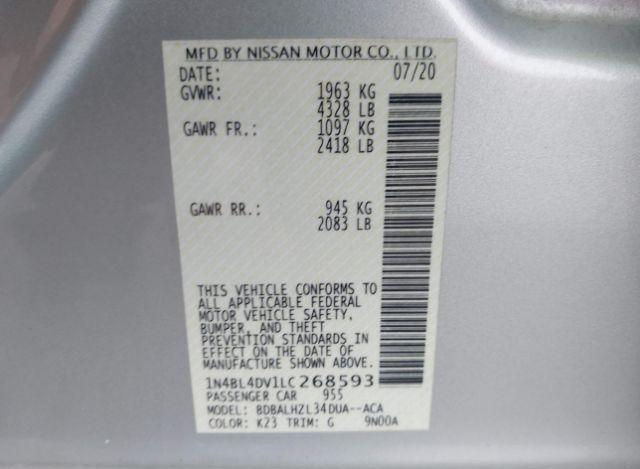 MFD BY NISSAN MOTOR CO., LTD.
DATE: 07/20
GVWR: 1963 KG
4328 LB
GAWR FR.: 1097 KG
2418 LB
GAWR RR.: 945 KG
2083 LB
THIS VEHICLE CONFORMS TO
ALL APPLICABLE FEDERAL
MOTOR VEHICLE SAFETY,
BUMPER, AND THEFT
PREVENTION STANDARDS IN
EFFECT ON THE DATE OF
MANUFACTURE SHOWN ABOVE.
1N4BL4DV1LC268593
PASSENGER CAR 955
MODEL: BDBALHZL34DUA--ACA
COLOR: K23 TRIM: G 9N00A